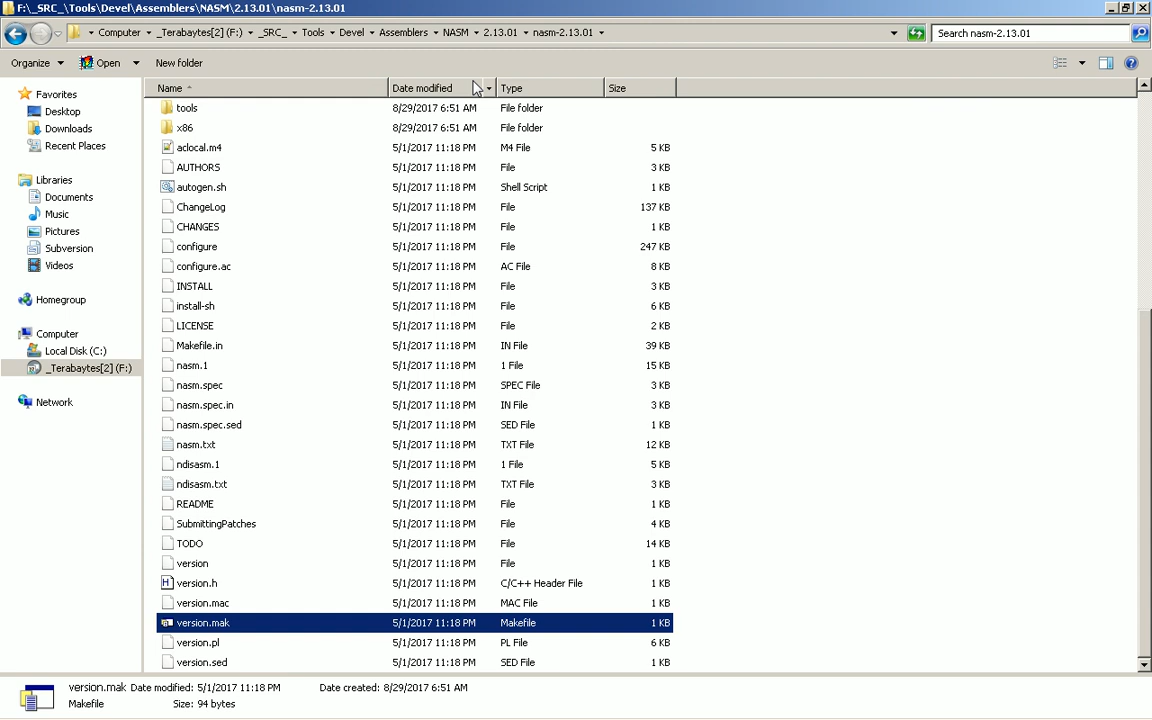 F:\_SRC_\Tools\Devel\Assemblers\NASM\2.13.01\nasm-2.13.01
Computer _Terabaytes[2] (F:) _SRC_ Tools Devel Assemblers NASM 2.13.01 nasm-2.13.01 Search nasm-2.13.01
Organize Open New folder
Name Date modified Type Size
Favorites
Desktop
Downloads
Recent Places
Libraries
Documents
Music
Pictures
Subversion
Videos
Homegroup
Computer
Local Disk (C:)
_Terabaytes[2] (F:)
Network
tools 8/29/2017 6:51 AM File folder
x86 8/29/2017 6:51 AM File folder
aclocal.m4 5/1/2017 11:18 PM M4 File 5 KB
AUTHORS 5/1/2017 11:18 PM File 3 KB
autogen.sh 5/1/2017 11:18 PM Shell Script 1 KB
ChangeLog 5/1/2017 11:18 PM File 137 KB
CHANGES 5/1/2017 11:18 PM File 1 KB
configure 5/1/2017 11:18 PM File 247 KB
configure.ac 5/1/2017 11:18 PM AC File 8 KB
INSTALL 5/1/2017 11:18 PM File 3 KB
install-sh 5/1/2017 11:18 PM File 6 KB
LICENSE 5/1/2017 11:18 PM File 2 KB
Makefile.in 5/1/2017 11:18 PM IN File 39 KB
nasm.1 5/1/2017 11:18 PM 1 File 15 KB
nasm.spec 5/1/2017 11:18 PM SPEC File 3 KB
nasm.spec.in 5/1/2017 11:18 PM IN File 3 KB
nasm.spec.sed 5/1/2017 11:18 PM SED File 1 KB
nasm.txt 5/1/2017 11:18 PM TXT File 12 KB
ndisasm.1 5/1/2017 11:18 PM 1 File 5 KB
ndisasm.txt 5/1/2017 11:18 PM TXT File 3 KB
README 5/1/2017 11:18 PM File 1 KB
SubmittingPatches 5/1/2017 11:18 PM File 4 KB
TODO 5/1/2017 11:18 PM File 14 KB
version 5/1/2017 11:18 PM File 1 KB
version.h 5/1/2017 11:18 PM C/C++ Header File 1 KB
version.mac 5/1/2017 11:18 PM MAC File 1 KB
version.mak 5/1/2017 11:18 PM Makefile 1 KB
version.pl 5/1/2017 11:18 PM PL File 6 KB
version.sed 5/1/2017 11:18 PM SED File 1 KB
version.mak Date modified: 5/1/2017 11:18 PM Date created: 8/29/2017 6:51 AM
Makefile Size: 94 bytes